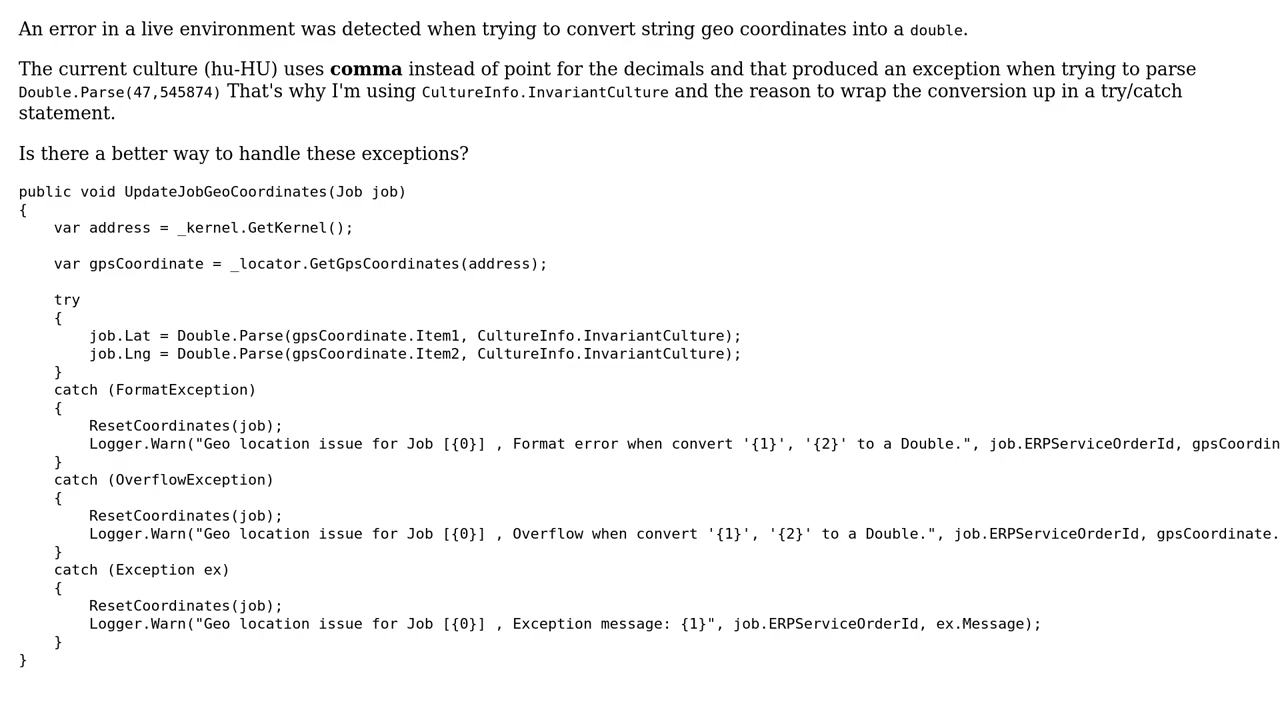 An error in a live environment was detected when trying to convert string geo coordinates into a double.
The current culture (hu-HU) uses comma instead of point for the decimals and that produced an exception when trying to parse
Double.Parse(47,545874) That's why I'm using CultureInfo.InvariantCulture and the reason to wrap the conversion up in a try/catch
statement.
Is there a better way to handle these exceptions?
public void UpdateJobGeoCoordinates(Job job)
{
    var address = _kernel.GetKernel();
    var gpsCoordinate = _locator.GetGpsCoordinates(address);
    try
    {
        job.Lat = Double.Parse(gpsCoordinate.Item1, CultureInfo.InvariantCulture);
        job.Lng = Double.Parse(gpsCoordinate.Item2, CultureInfo.InvariantCulture);
    }
    catch (FormatException)
    {
        ResetCoordinates(job);
        Logger.Warn("Geo location issue for Job [{0}] , Format error when convert '{1}', '{2}' to a Double.", job.ERPServiceOrderId, gpsCoordin
    }
    catch (OverflowException)
    {
        ResetCoordinates(job);
        Logger.Warn("Geo location issue for Job [{0}] , Overflow when convert '{1}', '{2}' to a Double.", job.ERPServiceOrderId, gpsCoordinate.
    }
    catch (Exception ex)
    {
        ResetCoordinates(job);
        Logger.Warn("Geo location issue for Job [{0}] , Exception message: {1}", job.ERPServiceOrderId, ex.Message);
    }
}